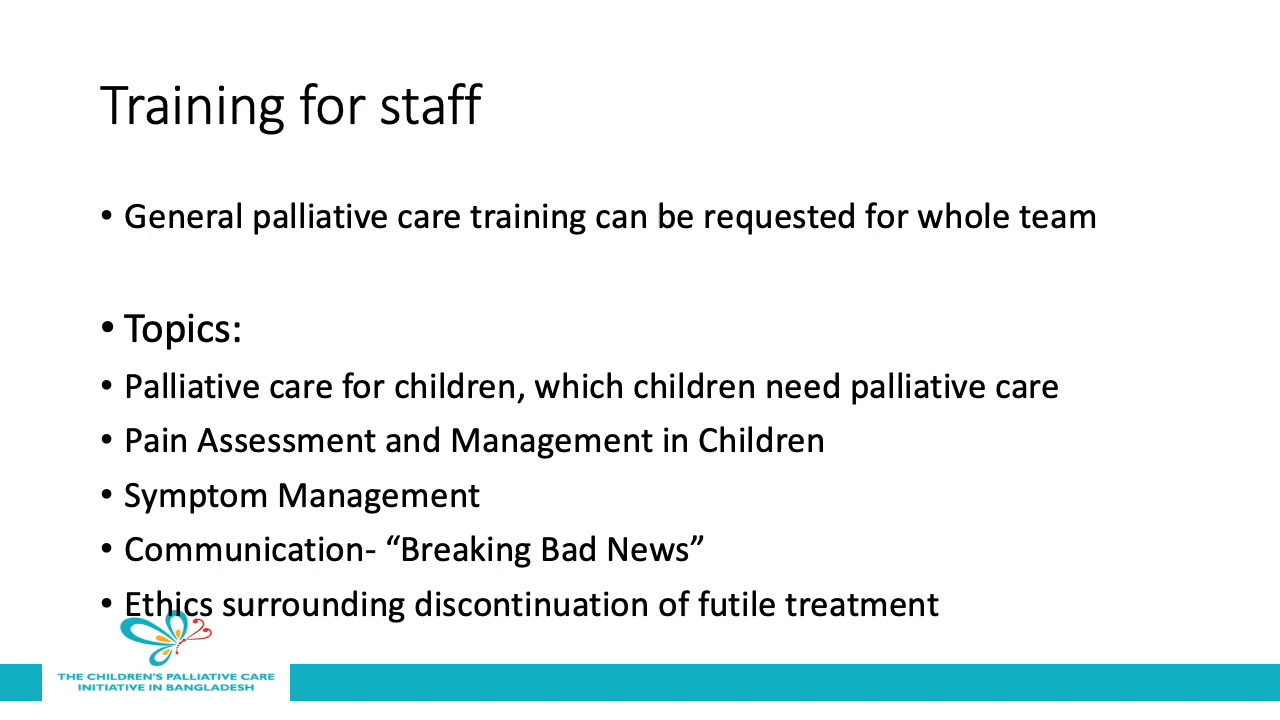 Training for staff
• General palliative care training can be requested for whole team
• Topics:
• Palliative care for children, which children need palliative care
• Pain Assessment and Management in Children
• Symptom Management
• Communication- “Breaking Bad News”
• Ethics surrounding discontinuation of futile treatment
THE CHILDREN'S PALLIATIVE CARE
INITIATIVE IN BANGLADESH